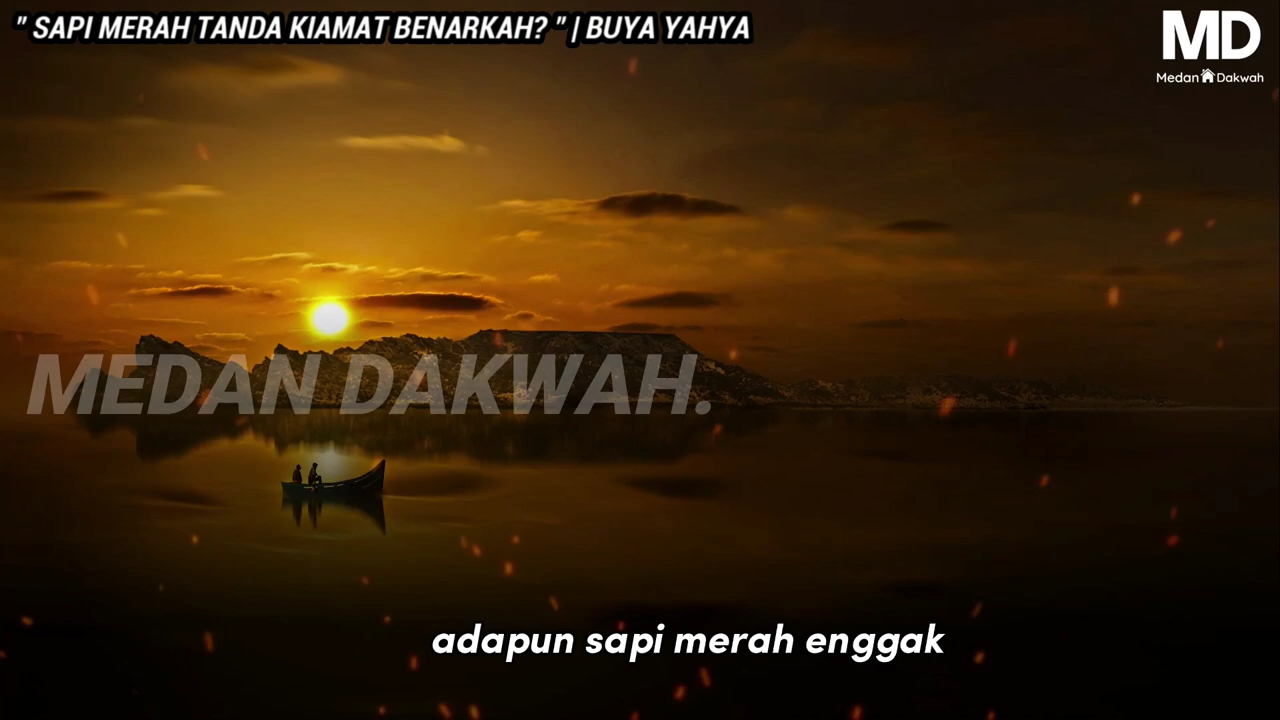 " SAPI MERAH TANDA KIAMAT BENARKAH? " | BUYA YAHYA
MD
Medan Dakwah
MEDAN DAKWAH.
adapun sapi merah enggak